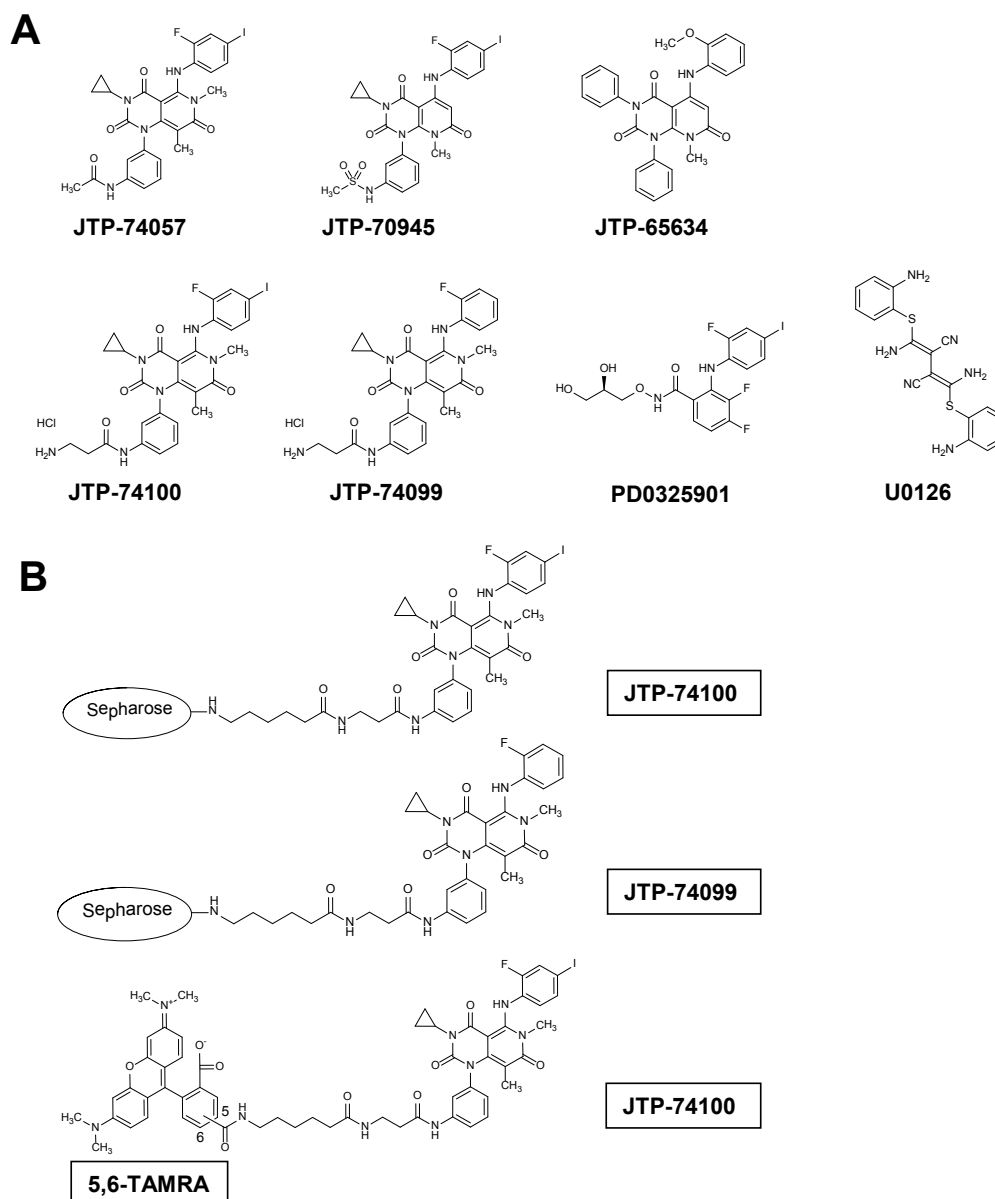 A
F
I
HN
O
CH3
N
N
O
N
O
CH3
O
CH3
N
H
JTP-74057
F
I
HN
O
N
O
N
N
O
CH3
O
O
S
H3C
NH
JTP-70945
O
H3C
HN
O
N
O
N
N
O
CH3
JTP-65634
F
I
HN
O
CH3
N
N
O
N
O
CH3
HCl
O
H2N
N
H
JTP-74100
F
HN
O
CH3
N
N
O
N
O
CH3
HCl
O
H2N
N
H
JTP-74099
F
I
OH
O
HN
HO
O
N
H
F
F
PD0325901
NH2
S
H2N
CN
NH2
NC
S
H2N
U0126
B
F
I
HN
O
CH3
N
N
O
N
O
CH3
Sepharose
H
N
O
N
H
O
N
H
JTP-74100
F
HN
O
CH3
N
N
O
N
O
CH3
Sepharose
N
H
O
N
H
O
N
H
JTP-74099
F
I
HN
O
CH3
N
N
O
N
O
CH3
H3C
CH3
N+
O-
O
O
H3C
N
CH3
5
6
O
H
N
O
N
H
O
N
H
JTP-74100
5,6-TAMRA